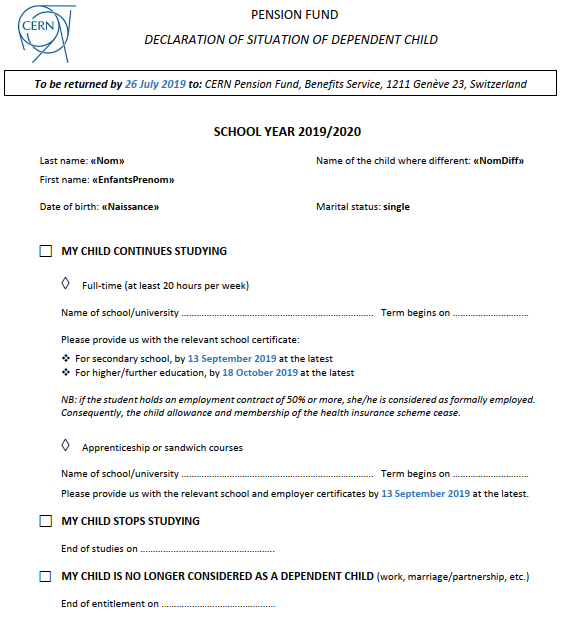 CERN
PENSION FUND
DECLARATION OF SITUATION OF DEPENDENT CHILD
To be returned by 26 July 2019 to: CERN Pension Fund, Benefits Service, 1211 Genève 23, Switzerland
SCHOOL YEAR 2019/2020
Last name: «Nom» Name of the child where different: «NomDiff»
First name: «EnfantsPrenom»
Date of birth: «Naissance» Marital status: single
☐ MY CHILD CONTINUES STUDYING
◊ Full-time (at least 20 hours per week)
Name of school/university ........................................................................... Term begins on ..............................
Please provide us with the relevant school certificate:
❖ For secondary school, by 13 September 2019 at the latest
❖ For higher/further education, by 18 October 2019 at the latest
NB: if the student holds an employment contract of 50% or more, she/he is considered as formally employed.
Consequently, the child allowance and membership of the health insurance scheme cease.
◊ Apprenticeship or sandwich courses
Name of school/university ........................................................................... Term begins on ..............................
Please provide us with the relevant school and employer certificates by 13 September 2019 at the latest.
☐ MY CHILD STOPS STUDYING
End of studies on .....................................................
☐ MY CHILD IS NO LONGER CONSIDERED AS A DEPENDENT CHILD (work, marriage/partnership, etc.)
End of entitlement on .............................................